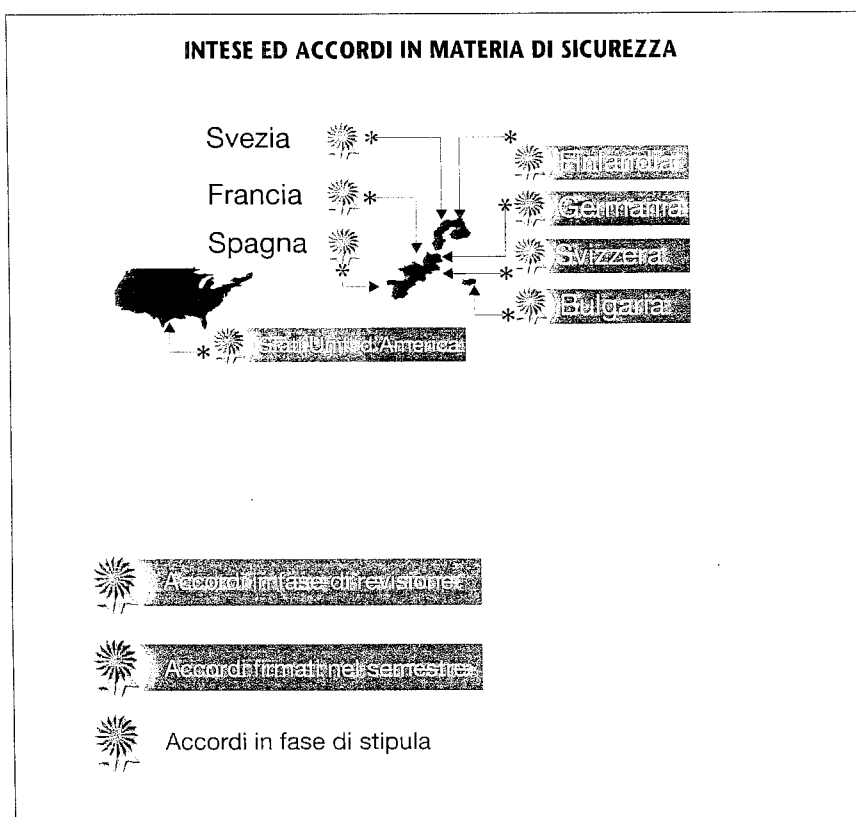 INTESE ED ACCORDI IN MATERIA DI SICUREZZA
Svezia
Francia
Spagna
Finlandia
Germania
Svizzera
Bulgaria
Stati Uniti d'America
Accordi in fase di revisione
Accordi firmati nel semestre
Accordi in fase di stipula